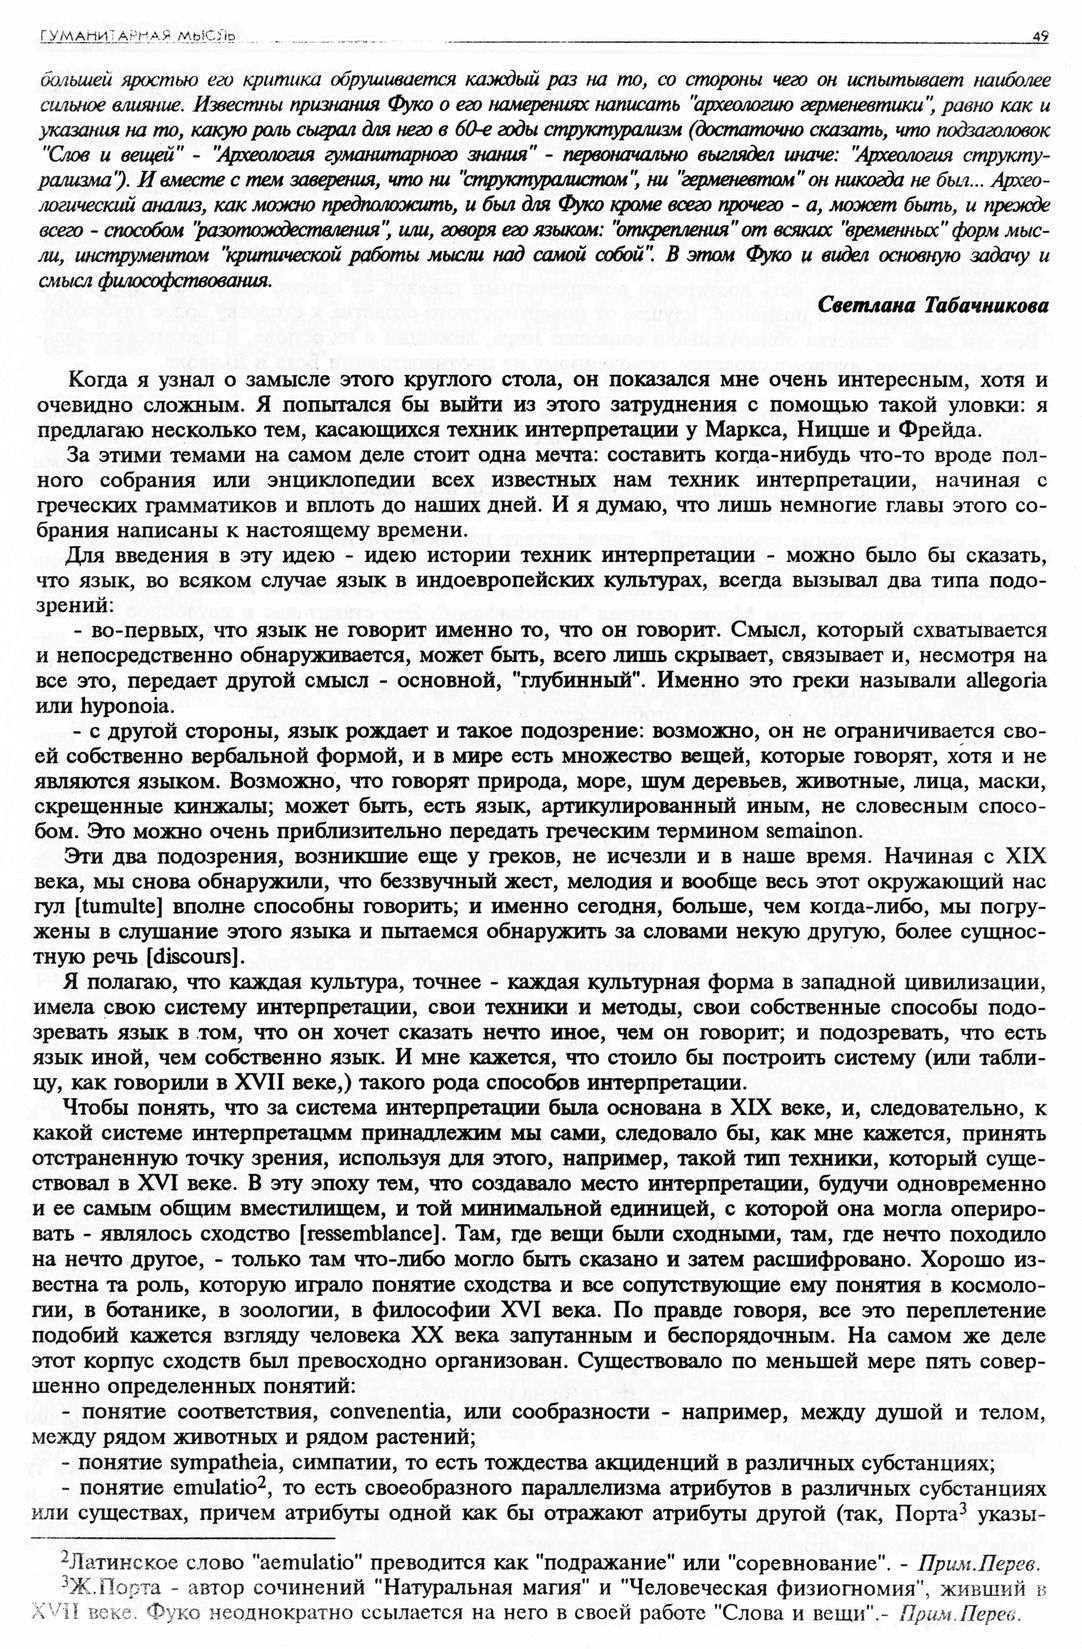 ГУМАНИТАРНАЯ МЫСЛЬ 49
большей яростью его критика обрушивается каждый раз на то, со стороны чего он испытывает наиболее
сильное влияние. Известны признания Фуко о его намерениях написать "археологию герменевтики", равно как и
указания на то, какую роль сыграл для него в 60-е годы структурализм (достаточно сказать, что подзаголовок
"Слов и вещей" - "Археология гуманитарного знания" - первоначально выглядел иначе: "Археология структу-
рализма"). И вместе с тем заверения, что ни "структуралистом", ни "герменевтом" он никогда не был... Архео-
логический анализ, как можно предположить, и был для Фуко кроме всего прочего - а, может быть, и прежде
всего - способом "разотождествления", или, говоря его языком: "открепления" от всяких "временных" форм мыс-
ли, инструментом "критической работы мысли над самой собой". В этом Фуко и видел основную задачу и
смысл философствования.
Светлана Табачникова
Когда я узнал о замысле этого круглого стола, он показался мне очень интересным, хотя и
очевидно сложным. Я попытался бы выйти из этого затруднения с помощью такой уловки: я
предлагаю несколько тем, касающихся техник интерпретации у Маркса, Ницше и Фрейда.
За этими темами на самом деле стоит одна мечта: составить когда-нибудь что-то вроде пол-
ного собрания или энциклопедии всех известных нам техник интерпретации, начиная с
греческих грамматиков и вплоть до наших дней. И я думаю, что лишь немногие главы этого со-
брания написаны к настоящему времени.
Для введения в эту идею - идею истории техник интерпретации - можно было бы сказать,
что язык, во всяком случае язык в индоевропейских культурах, всегда вызывал два типа подо-
зрений:
- во-первых, что язык не говорит именно то, что он говорит. Смысл, который схватывается
и непосредственно обнаруживается, может быть, всего лишь скрывает, связывает и, несмотря на
все это, передает другой смысл - основной, "глубинный". Именно это греки называли allegoria
или hyponoia.
- с другой стороны, язык рождает и такое подозрение: возможно, он не ограничивается сво-
ей собственно вербальной формой, и в мире есть множество вещей, которые говорят, хотя и не
являются языком. Возможно, что говорят природа, море, шум деревьев, животные, лица, маски,
скрещенные кинжалы; может быть, есть язык, артикулированный иным, не словесным спосо-
бом. Это можно очень приблизительно передать греческим термином semainon.
Эти два подозрения, возникшие еще у греков, не исчезли и в наше время. Начиная с XIX
века, мы снова обнаружили, что беззвучный жест, мелодия и вообще весь этот окружающий нас
гул [tumulte] вполне способны говорить; и именно сегодня, больше, чем когда-либо, мы погру-
жены в слушание этого языка и пытаемся обнаружить за словами некую другую, более сущнос-
тную речь [discours].
Я полагаю, что каждая культура, точнее - каждая культурная форма в западной цивилизации,
имела свою систему интерпретации, свои техники и методы, свои собственные способы подо-
зревать язык в том, что он хочет сказать нечто иное, чем он говорит; и подозревать, что есть
язык иной, чем собственно язык. И мне кажется, что стоило бы построить систему (или табли-
цу, как говорили в XVII веке,) такого рода способов интерпретации.
Чтобы понять, что за система интерпретации была основана в XIX веке, и, следовательно, к
какой системе интерпретацмм принадлежим мы сами, следовало бы, как мне кажется, принять
отстраненную точку зрения, используя для этого, например, такой тип техники, который суще-
ствовал в XVI веке. В эту эпоху тем, что создавало место интерпретации, будучи одновременно
и ее самым общим вместилищем, и той минимальной единицей, с которой она могла опериро-
вать - являлось сходство [ressemblance]. Там, где вещи были сходными, там, где нечто походило
на нечто другое, - только там что-либо могло быть сказано и затем расшифровано. Хорошо из-
вестна та роль, которую играло понятие сходства и все сопутствующие ему понятия в космоло-
гии, в ботанике, в зоологии, в философии XVI века. По правде говоря, все это переплетение
подобий кажется взгляду человека XX века запутанным и беспорядочным. На самом же деле
этот корпус сходств был превосходно организован. Существовало по меньшей мере пять совер-
шенно определенных понятий:
- понятие соответствия, convenentia, или сообразности - например, между душой и телом,
между рядом животных и рядом растений;
- понятие sympatheia, симпатии, то есть тождества акциденций в различных субстанциях;
- понятие emulatio², то есть своеобразного параллелизма атрибутов в различных субстанциях
или существах, причем атрибуты одной как бы отражают атрибуты другой (так, Порта³ указы-
²Латинское слово "aemulatio" преводится как "подражание" или "соревнование". - Прим.Перев.
³Ж.Порта - автор сочинений "Натуральная магия" и "Человеческая физиогномия", живший в
XVII веке. Фуко неоднократно ссылается на него в своей работе "Слова и вещи".- Прим.Перев.